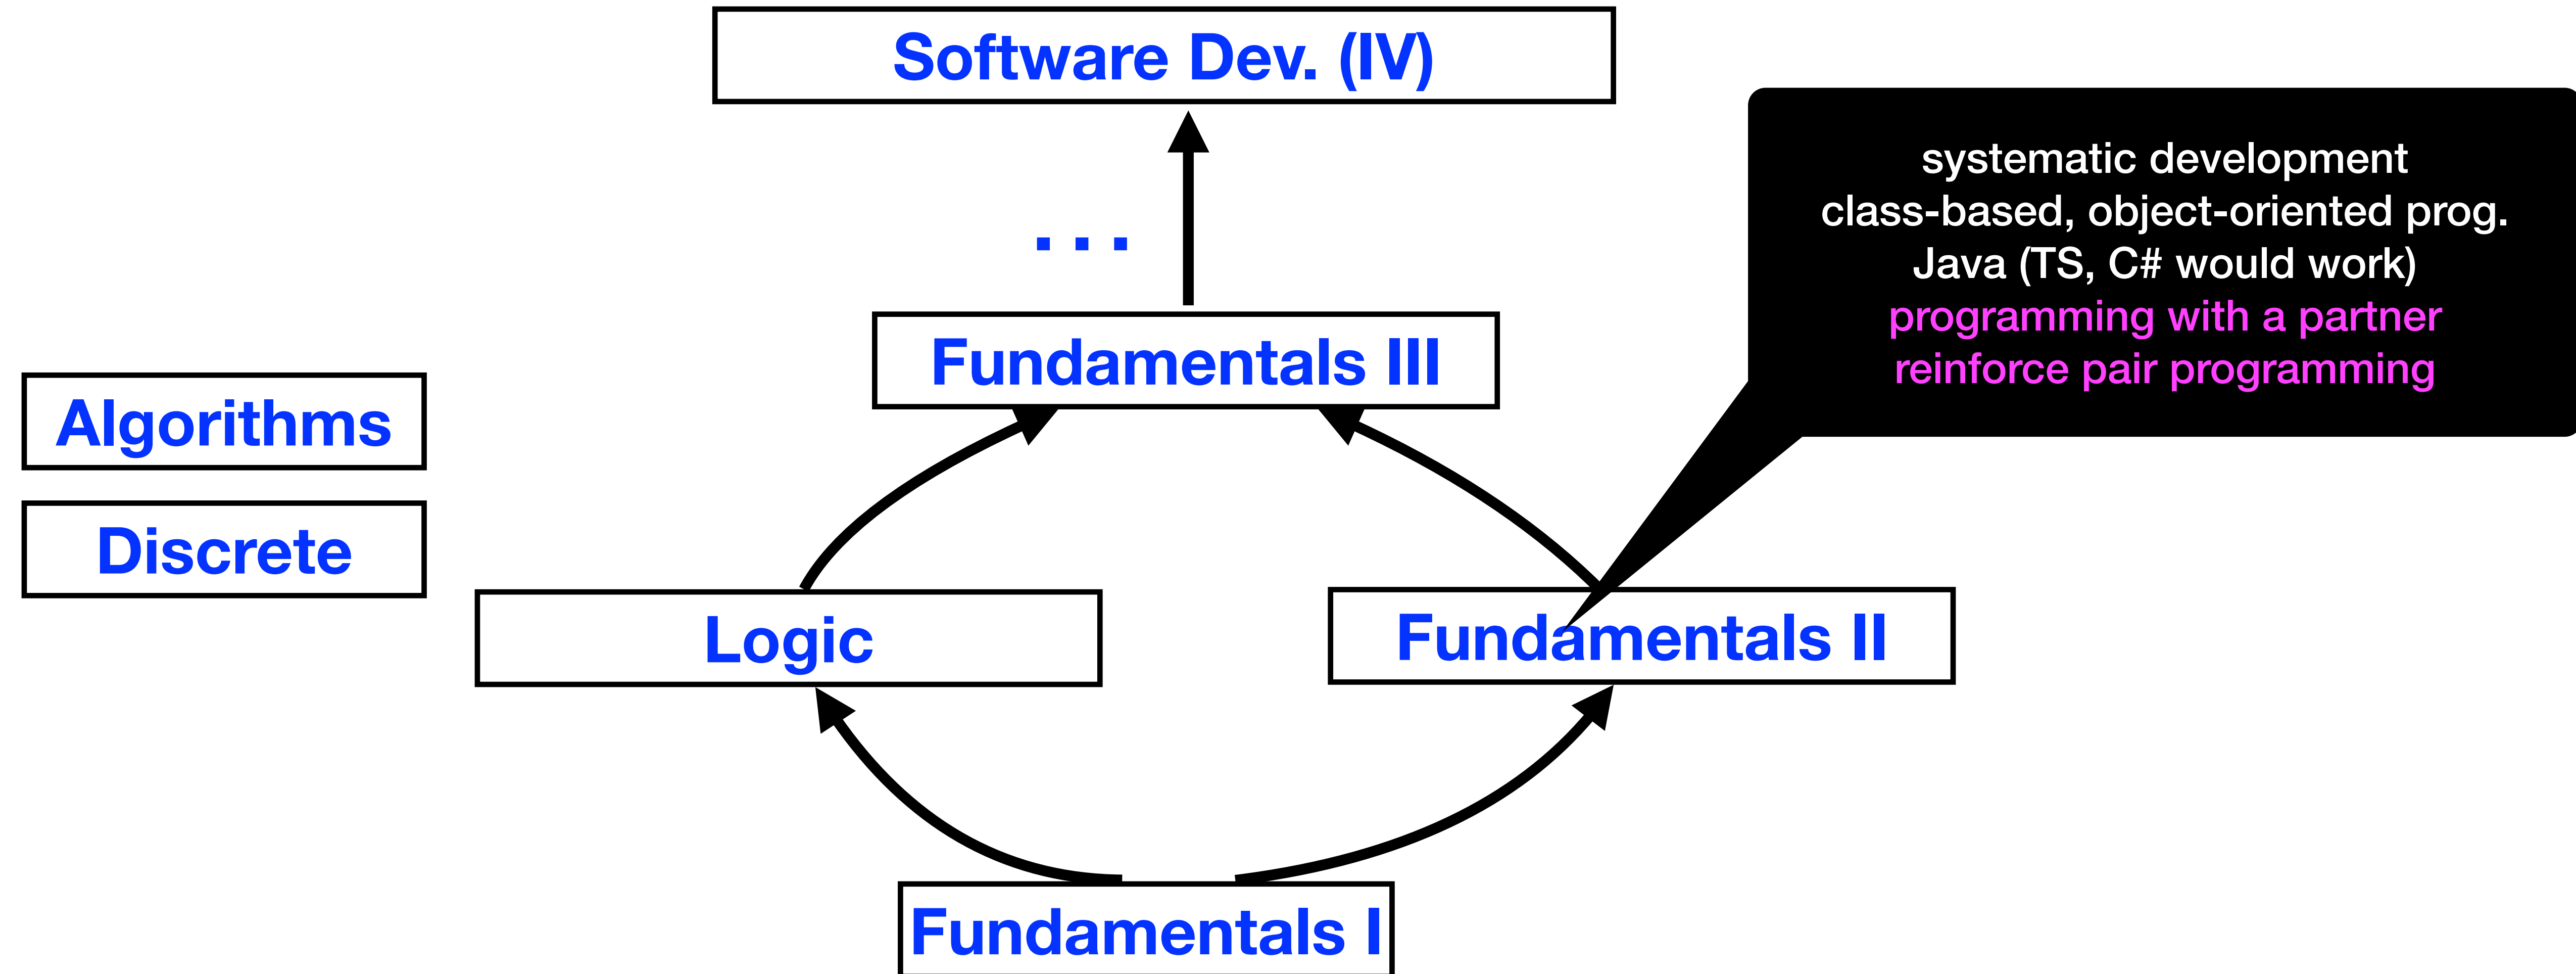 Software Dev. (IV)
systematic development
class-based, object-oriented prog.
Java (TS, C# would work)
programming with a partner
reinforce pair programming
...
Fundamentals III
Algorithms
Discrete
Logic
Fundamentals II
Fundamentals I